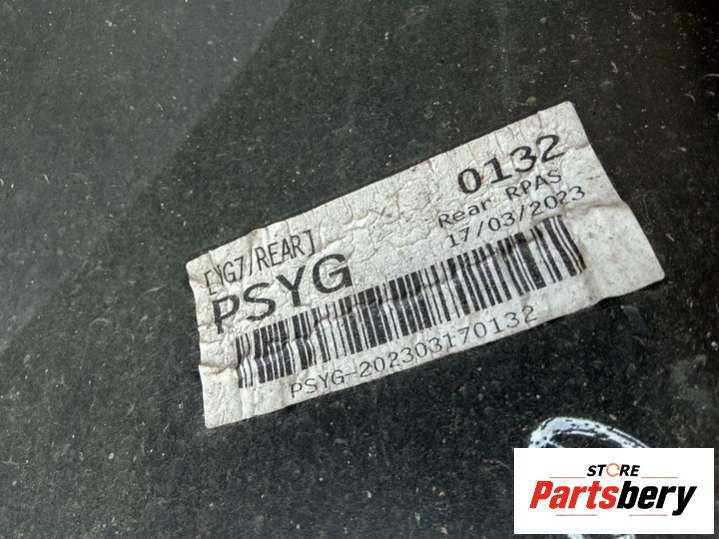 0132
Rear RPAS
17/03/2023
[YG7/REAR]
PSYG
PSYG-202303170132
STORE
Partsbery